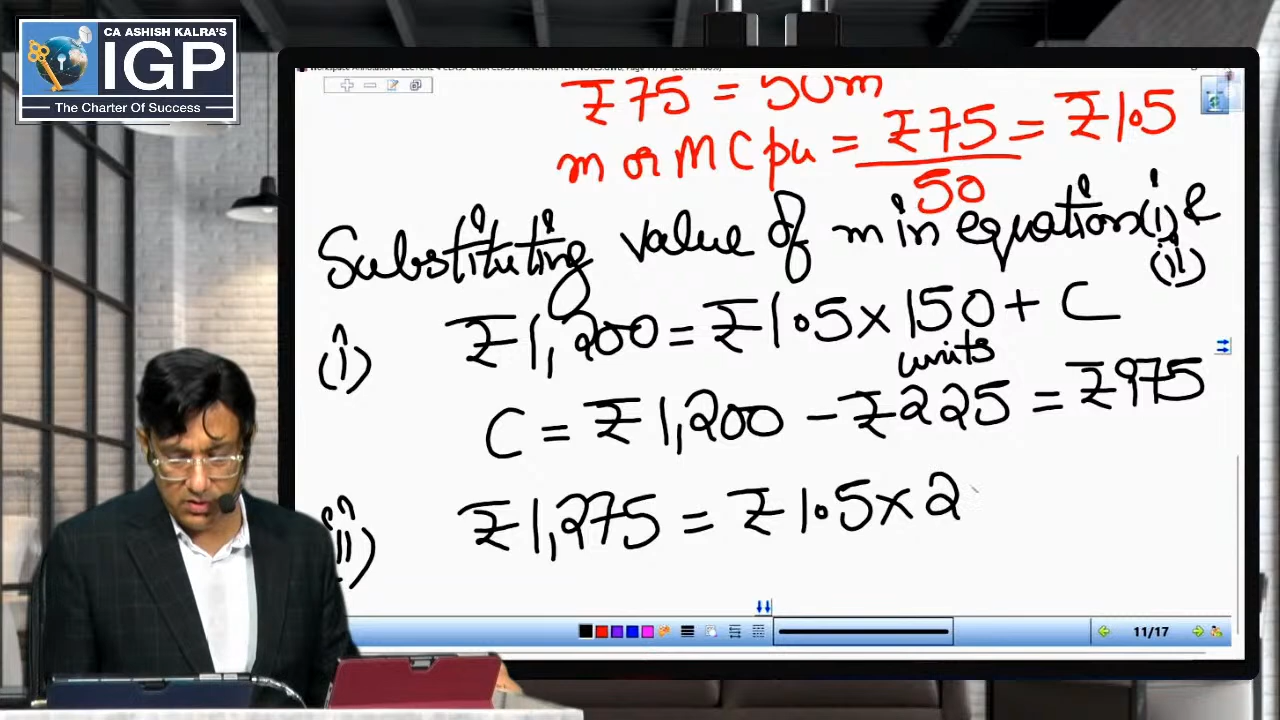 CA ASHISH KALRA'S
IGP
The Charter Of Success
₹75 = 50m
m or MCpu = ₹75/50 = ₹1.5
Substituting value of m in equation (i) &
(ii)
(i) ₹1,200 = ₹1.5 × 150 + C
units
C = ₹1,200 – ₹225 = ₹975
(ii) ₹1,275 = ₹1.5 × 2
11/17